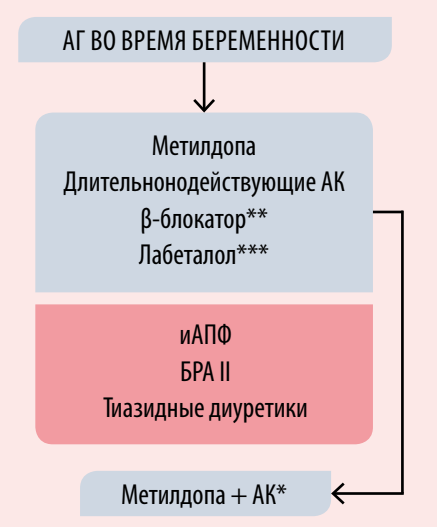 АГ ВО ВРЕМЯ БЕРЕМЕННОСТИ
Метилдопа
Длительнонодействующие АК
β-блокатор**
Лабеталол***
иАПФ
БРА II
Тиазидные диуретики
Метилдопа + АК*